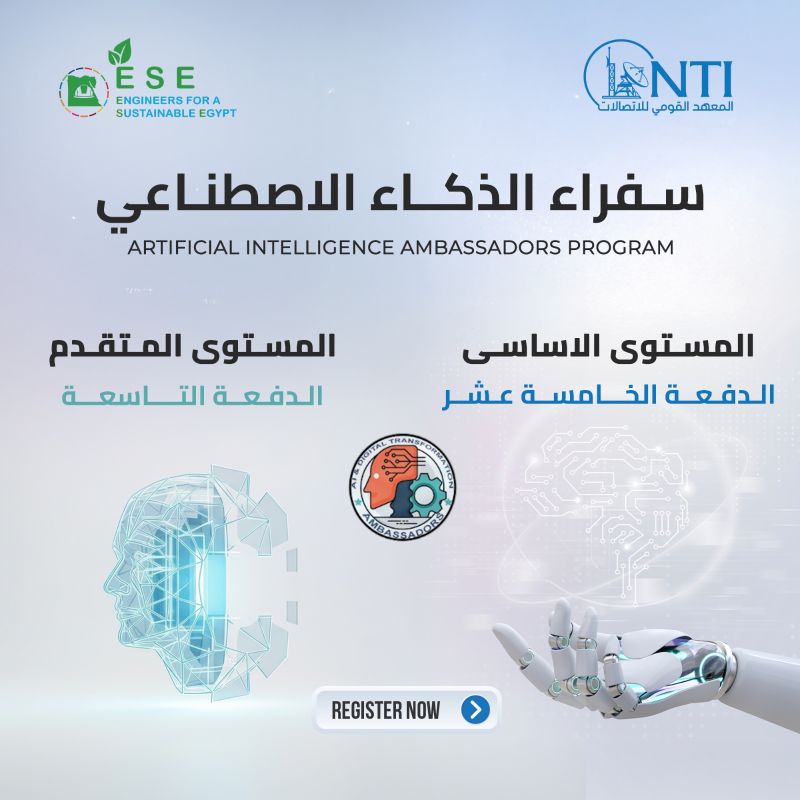 ESE
ENGINEERS FOR A
SUSTAINABLE EGYPT
NTI
المعهد القومي للاتصالات
سفراء الذكاء الاصطناعي
ARTIFICIAL INTELLIGENCE AMBASSADORS PROGRAM
المستوى الاساسى
الدفعة الخامسة عشر
المستوى المتقدم
الدفعة التاسعة
AI & DIGITAL TRANSFORMATION
AMBASSADORS
REGISTER NOW